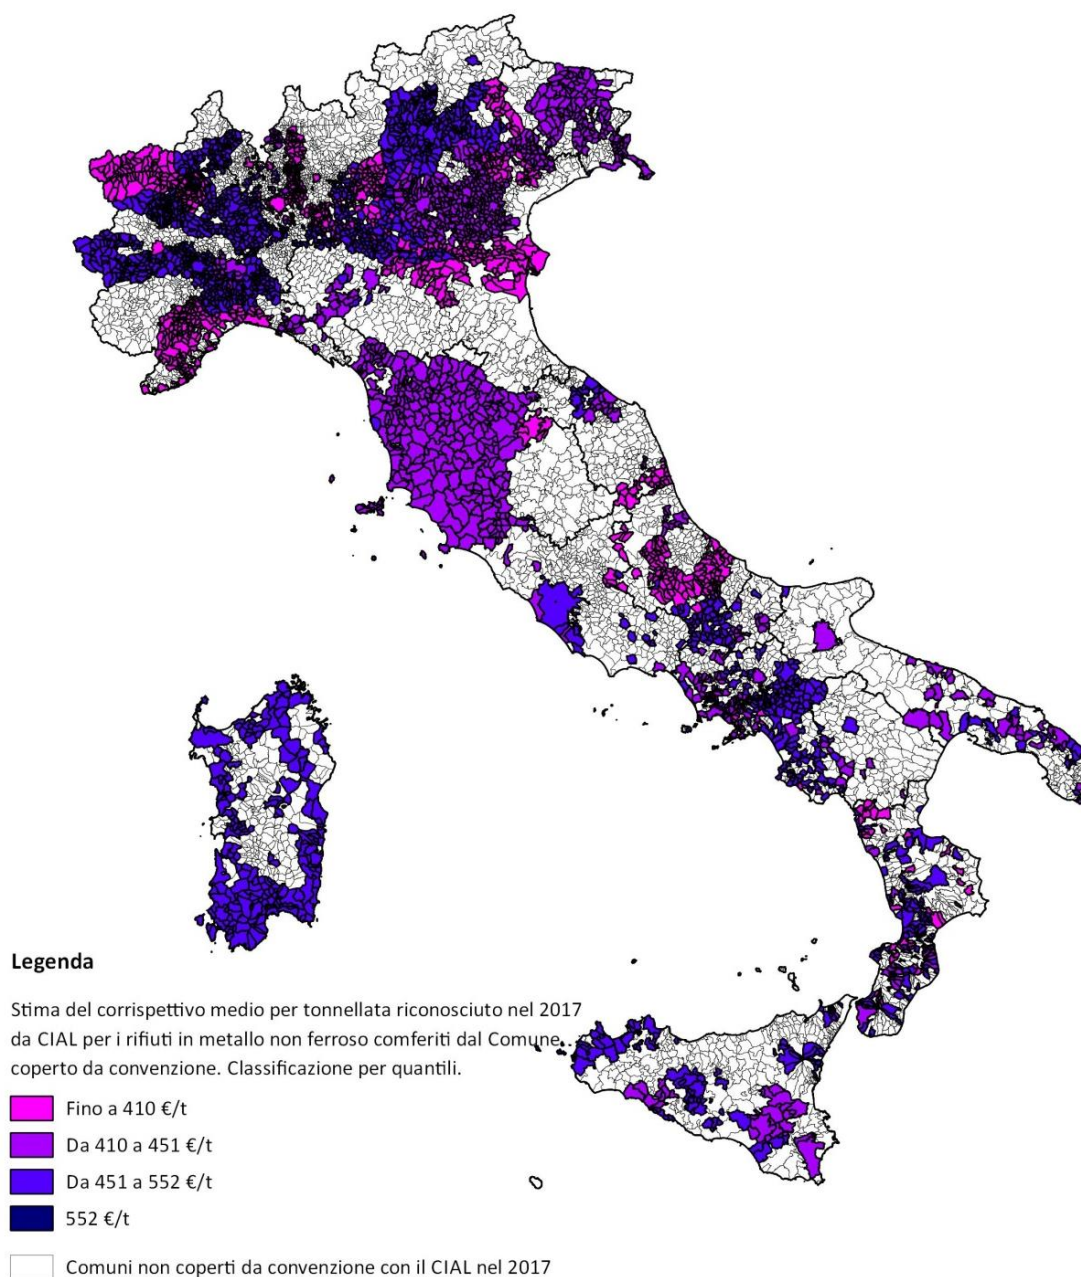 Legenda
Stima del corrispettivo medio per tonnellata riconosciuto nel 2017
da CIAL per i rifiuti in metallo non ferroso comferiti dal Comune
coperto da convenzione. Classificazione per quantili.
Fino a 410 €/t
Da 410 a 451 €/t
Da 451 a 552 €/t
552 €/t
Comuni non coperti da convenzione con il CIAL nel 2017